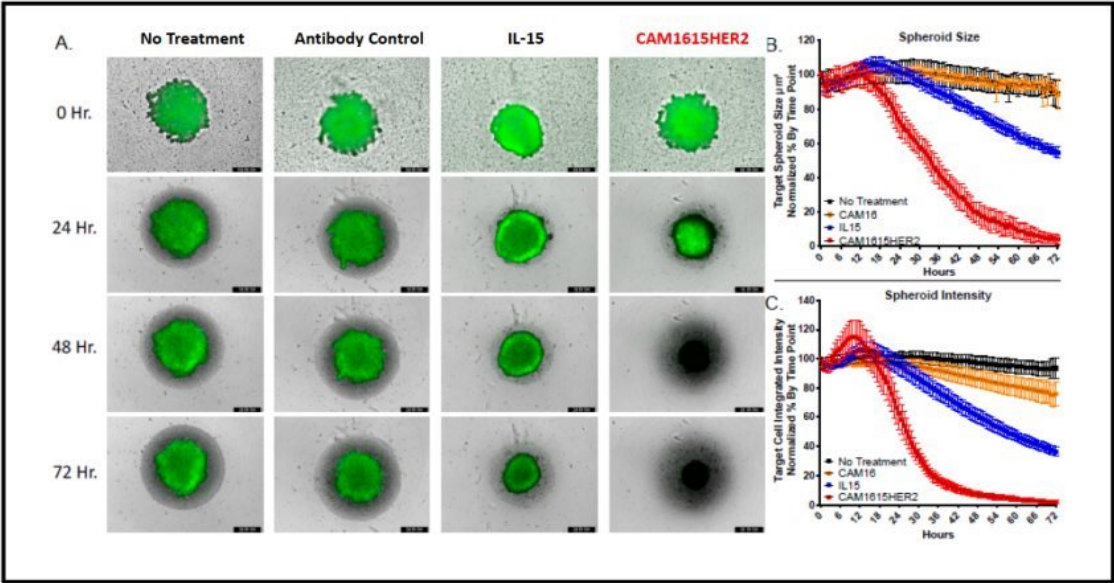 A.
No Treatment
Antibody Control
IL-15
CAM1615HER2
0 Hr.
24 Hr.
48 Hr.
72 Hr.
B.
Spheroid Size
Target Spheroid Size µm²
Normalized % By Time Point
120
100
80
60
40
20
0
No Treatment
CAM16
IL15
CAM1615HER2
0 6 12 18 24 30 36 42 48 54 60 66 72
Hours
C.
Spheroid Intensity
Target Cell Integrated Intensity
Normalized % By Time Point
140
120
100
80
60
40
20
0
No Treatment
CAM16
IL15
CAM1615HER2
0 6 12 18 24 30 36 42 48 54 60 66 72
Hours